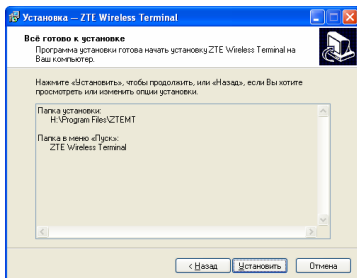 Установка — ZTE Wireless Terminal
Всё готово к установке
Программа установки готова начать установку ZTE Wireless Terminal на
Ваш компьютер.
Нажмите «Установить», чтобы продолжить, или «Назад», если Вы хотите
просмотреть или изменить опции установки.
Папка установки:
H:\Program Files\ZTEMT
Папка в меню «Пуск»:
ZTE Wireless Terminal
< Назад
Установить
Отмена